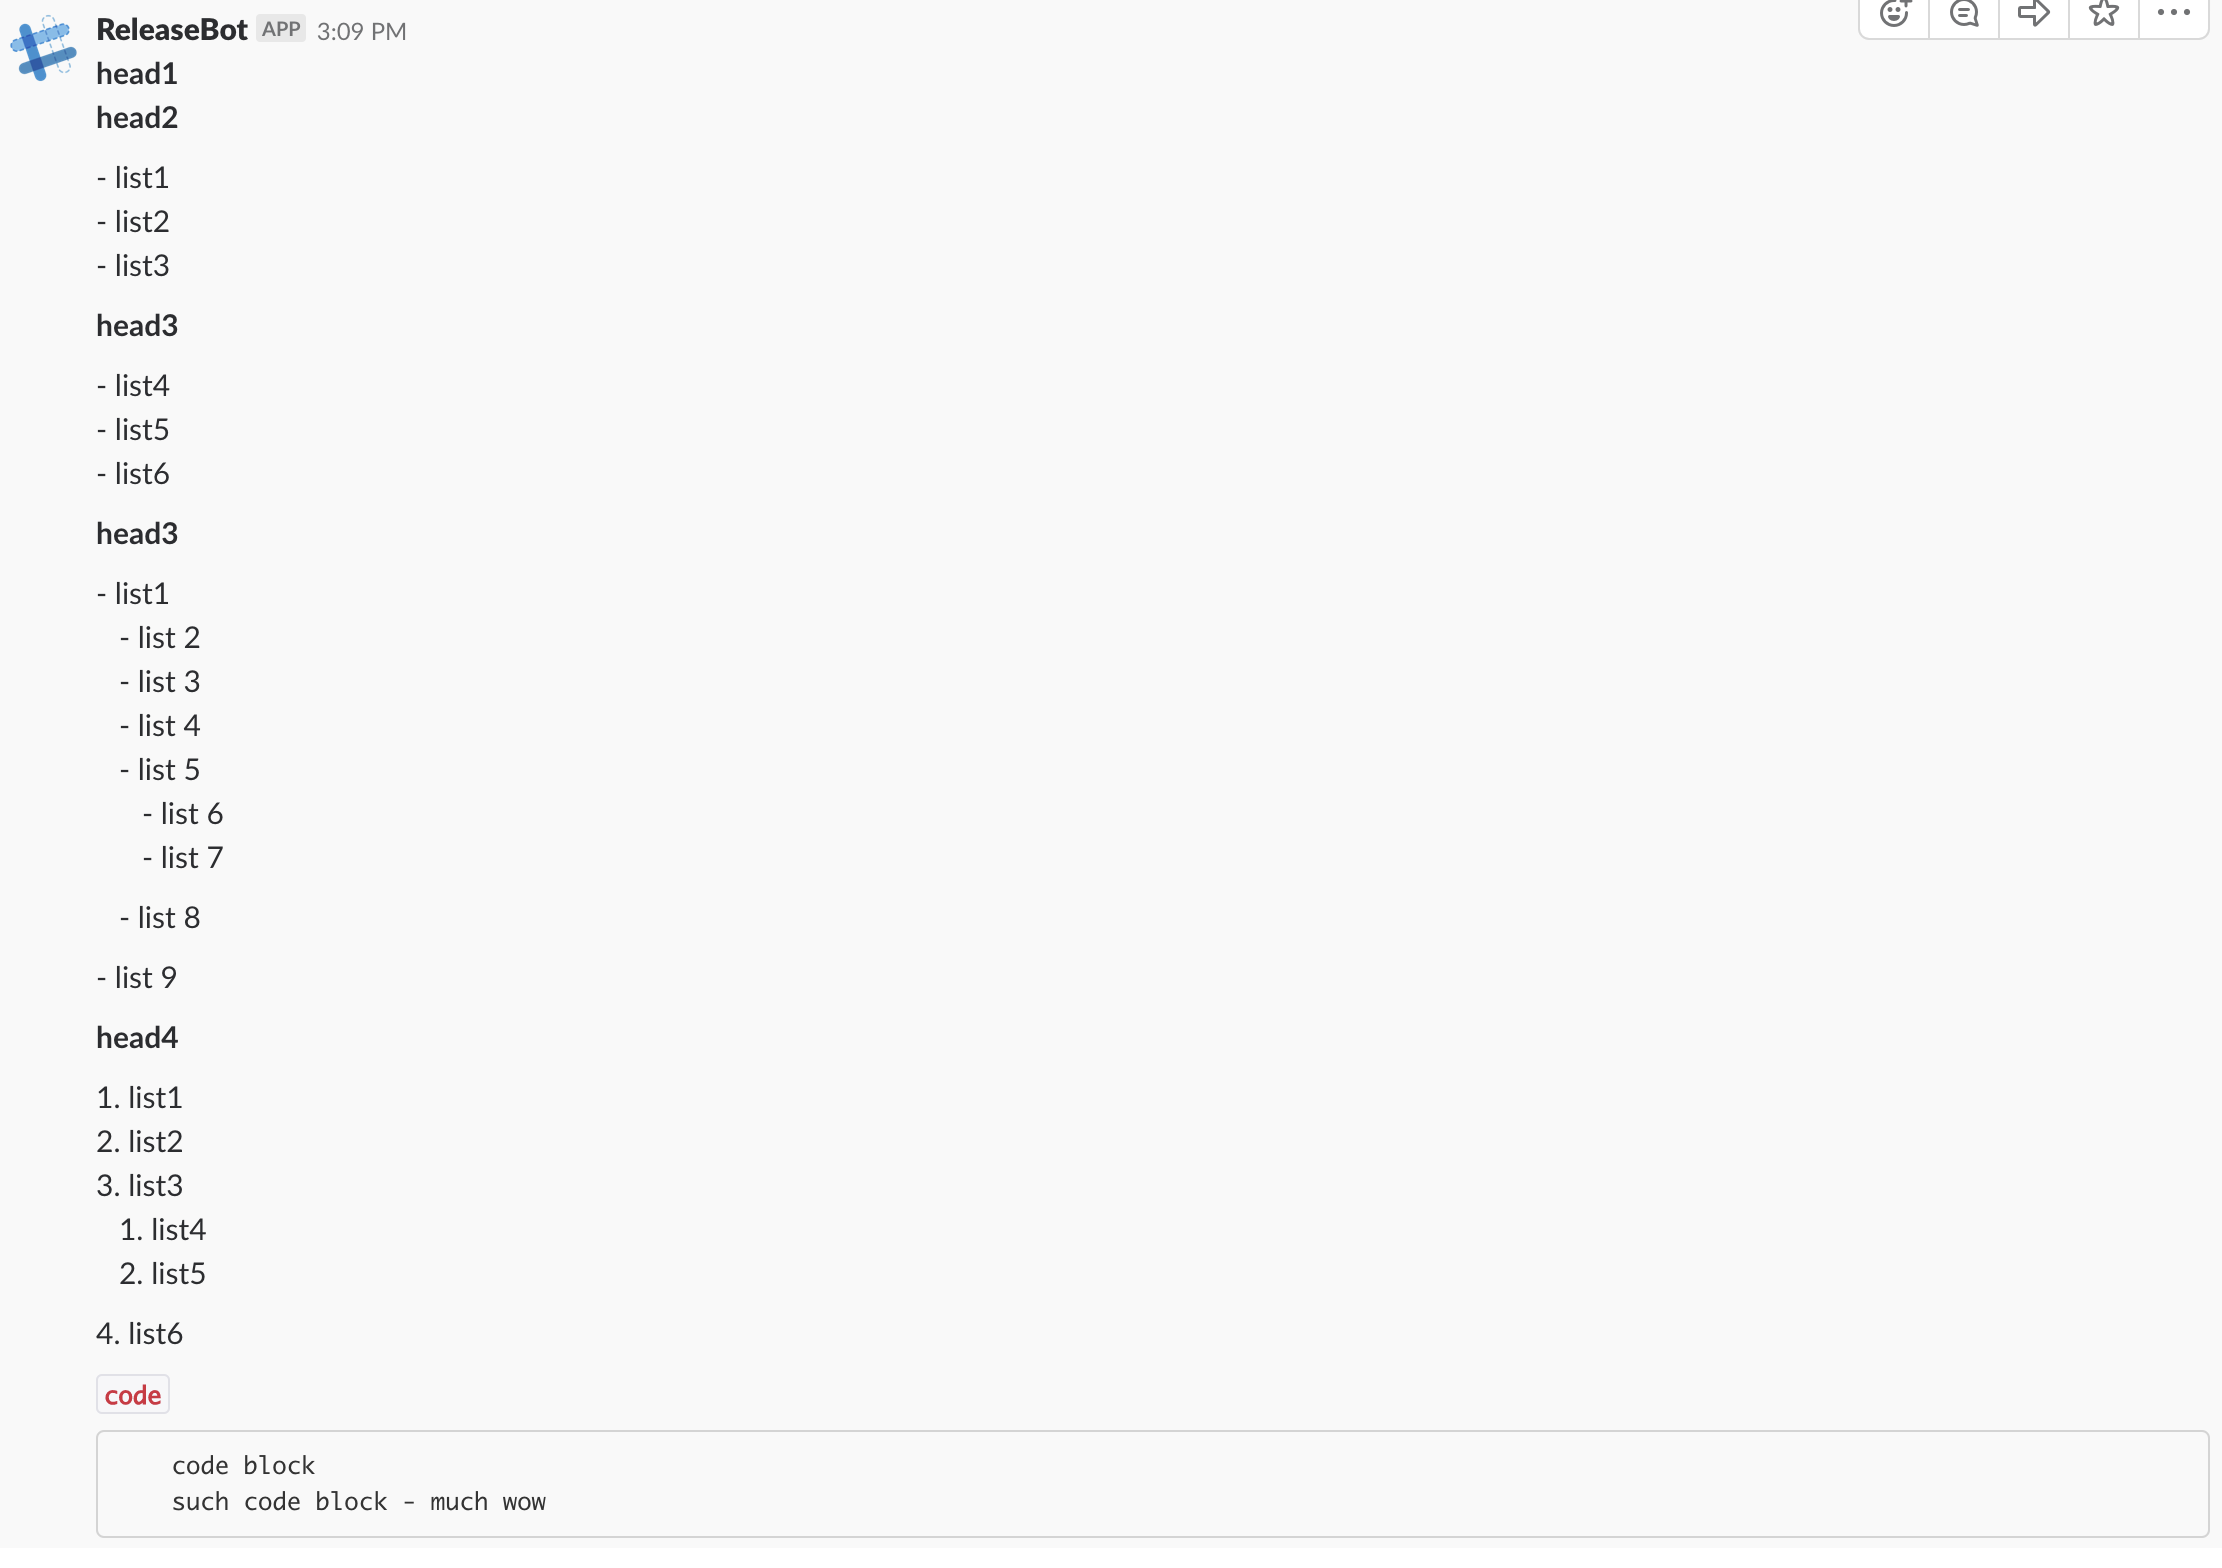 ReleaseBot APP 3:09 PM
head1
head2
- list1
- list2
- list3
head3
- list4
- list5
- list6
head3
- list1
- list 2
- list 3
- list 4
- list 5
- list 6
- list 7
- list 8
- list 9
head4
1. list1
2. list2
3. list3
1. list4
2. list5
4. list6
code
code block
such code block - much wow